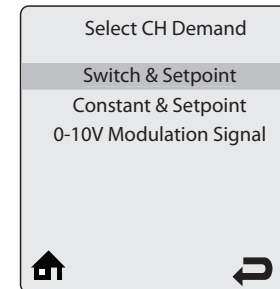 Select CH Demand
Switch & Setpoint
Constant & Setpoint
0-10V Modulation Signal